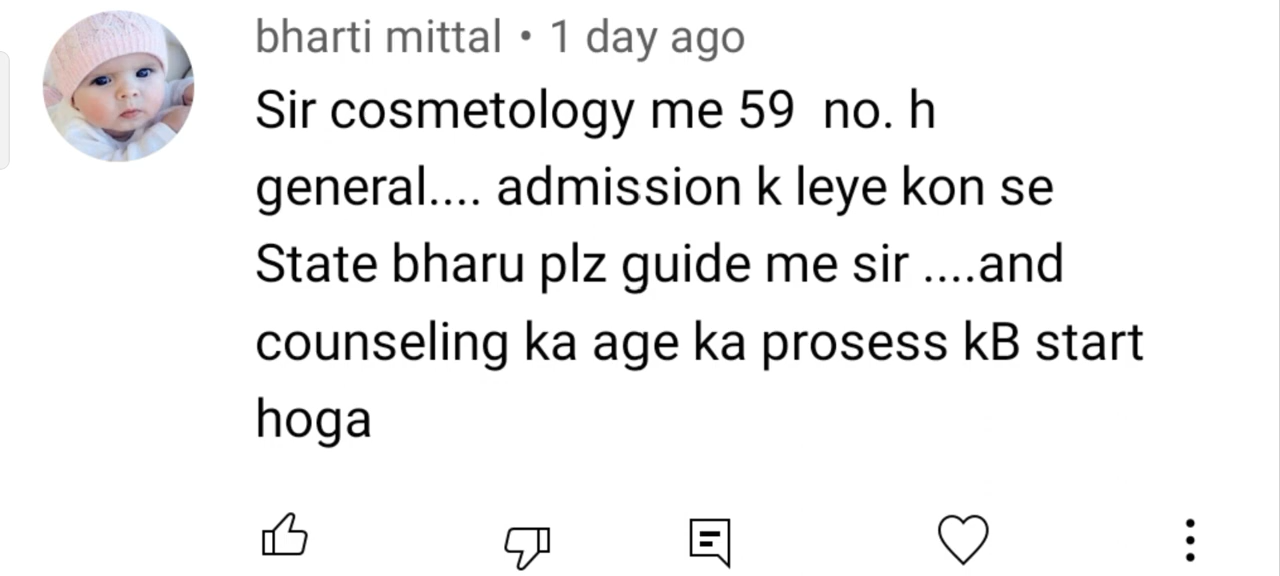 bharti mittal • 1 day ago
Sir cosmetology me 59 no. h
general.... admission k leye kon se
State bharu plz guide me sir ....and
counseling ka age ka prosess kB start
hoga